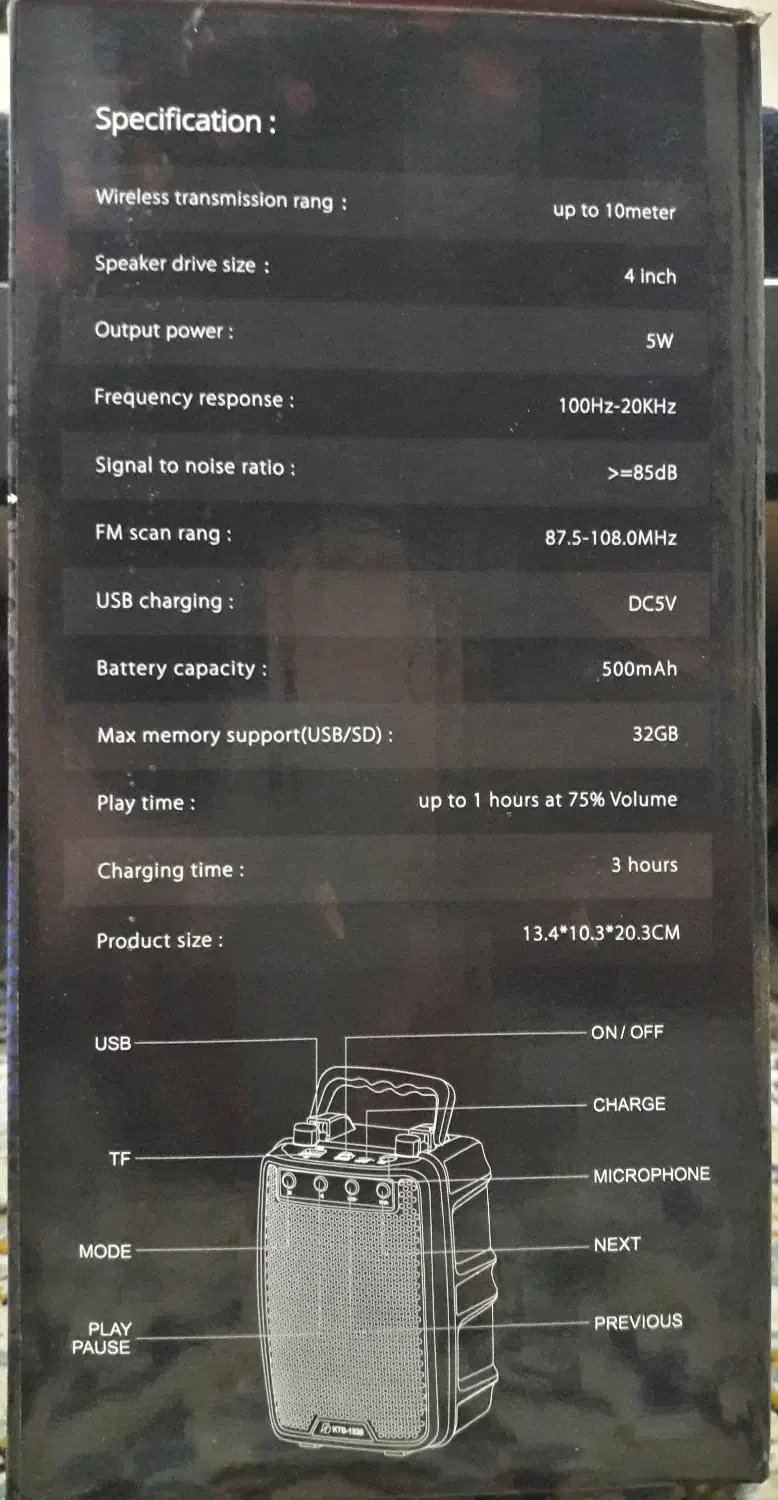 Specification :
Wireless transmission rang : up to 10meter
Speaker drive size : 4 inch
Output power : 5W
Frequency response : 100Hz-20KHz
Signal to noise ratio : >=85dB
FM scan rang : 87.5-108.0MHz
USB charging : DC5V
Battery capacity : 500mAh
Max memory support(USB/SD) : 32GB
Play time : up to 1 hours at 75% Volume
Charging time : 3 hours
Product size : 13.4*10.3*20.3CM
USB
ON / OFF
CHARGE
TF
MICROPHONE
MODE
NEXT
PLAY
PAUSE
PREVIOUS